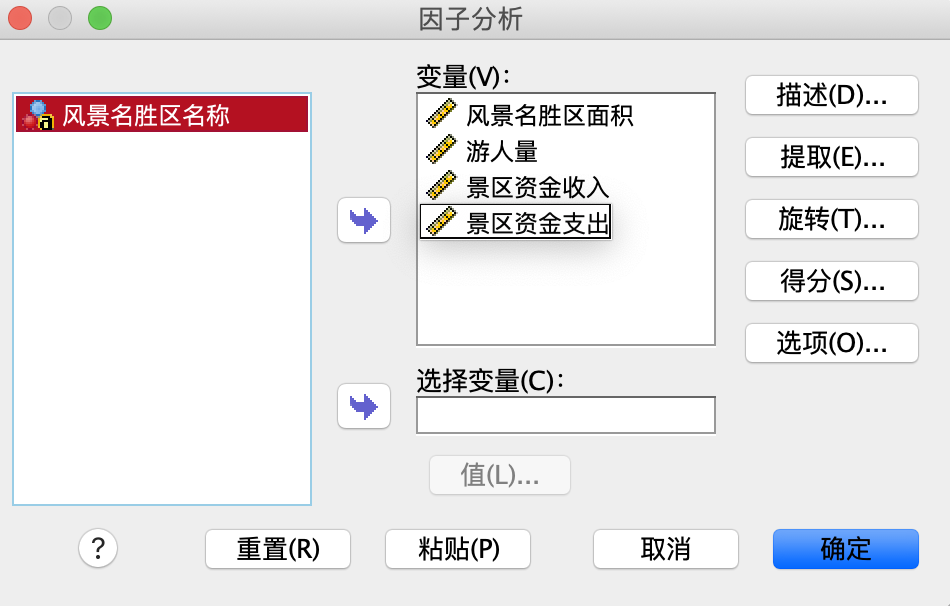 因子分析
风景名胜区名称
变量(V)：
风景名胜区面积
游人量
景区资金收入
景区资金支出
选择变量(C)：
值(L)...
描述(D)...
提取(E)...
旋转(T)...
得分(S)...
选项(O)...
?
重置(R)
粘贴(P)
取消
确定